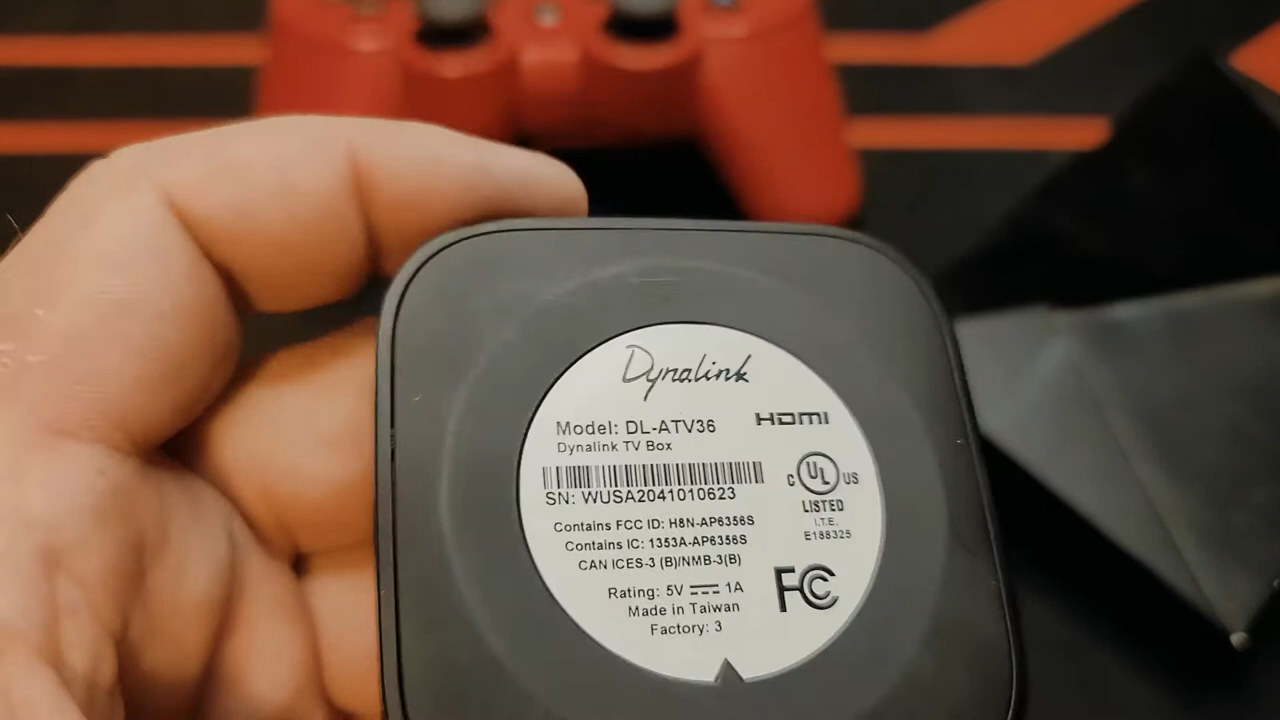 Dynalink
Model: DL-ATV36
HDMI
Dynalink TV Box
SN: WUSA2041010623
C UL US
LISTED
I.T.E.
E188325
Contains FCC ID: H8N-AP6356S
Contains IC: 1353A-AP6356S
CAN ICES-3 (B)/NMB-3(B)
Rating: 5V 1A
FC
Made in Taiwan
Factory: 3